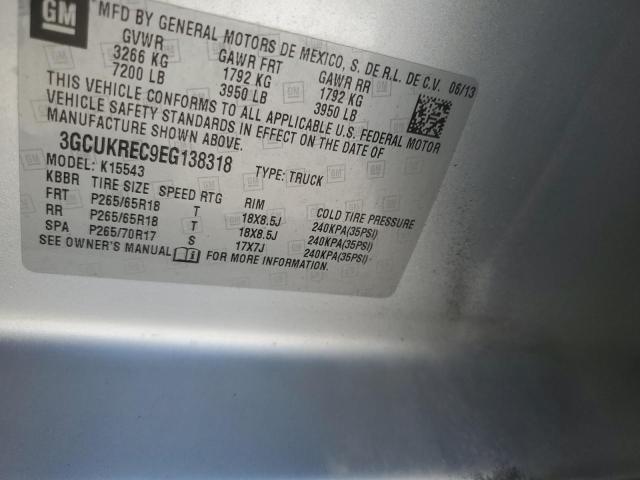 GM
MFD BY GENERAL MOTORS DE MEXICO, S. DE R.L. DE C.V. 06/13
GVWR GAWR FRT GAWR RR
3266 KG 1792 KG 1792 KG
7200 LB 3950 LB 3950 LB
THIS VEHICLE CONFORMS TO ALL APPLICABLE U.S. FEDERAL MOTOR
VEHICLE SAFETY STANDARDS IN EFFECT ON THE DATE OF
MANUFACTURE SHOWN ABOVE.
3GCUKREC9EG138318
MODEL: K15543 TYPE: TRUCK
KBBR TIRE SIZE SPEED RTG RIM COLD TIRE PRESSURE
FRT P265/65R18 T 18X8.5J 240KPA(35PSI)
RR P265/65R18 T 18X8.5J 240KPA(35PSI)
SPA P265/70R17 S 17X7J 240KPA(35PSI)
SEE OWNER'S MANUAL FOR MORE INFORMATION.